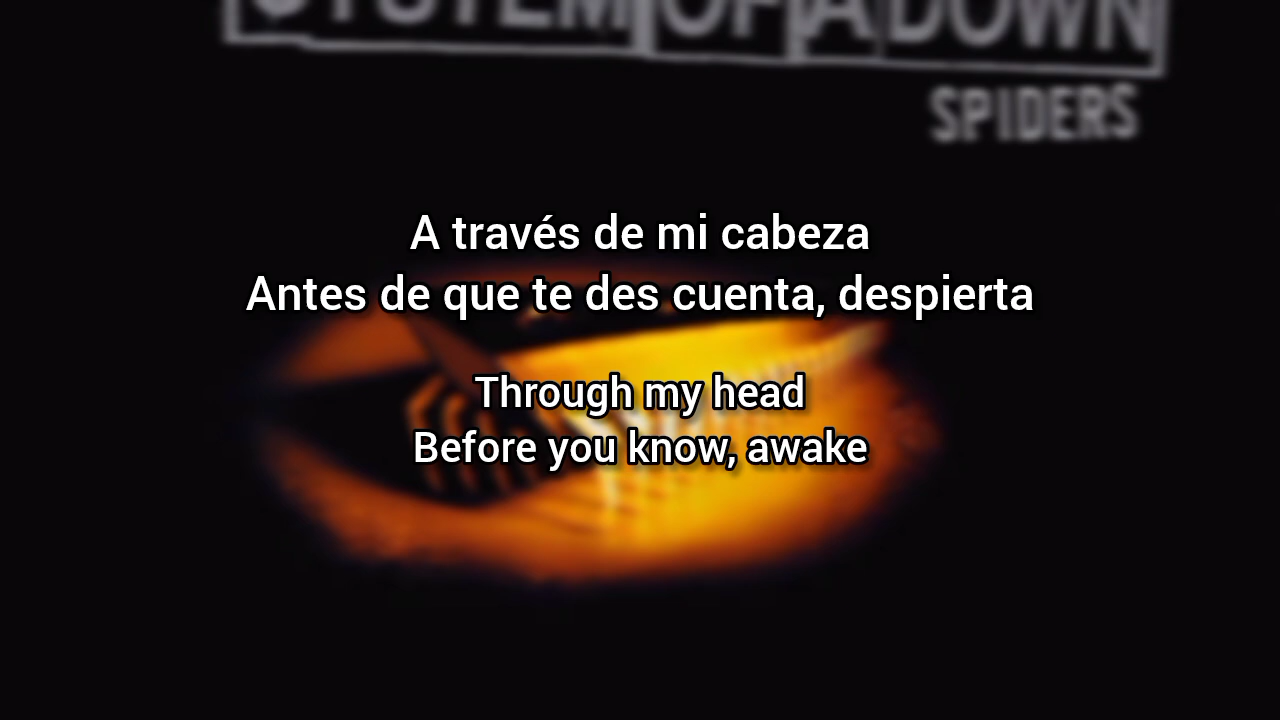 SYSTEM OF A DOWN
SPIDERS
A través de mi cabeza
Antes de que te des cuenta, despierta
Through my head
Before you know, awake